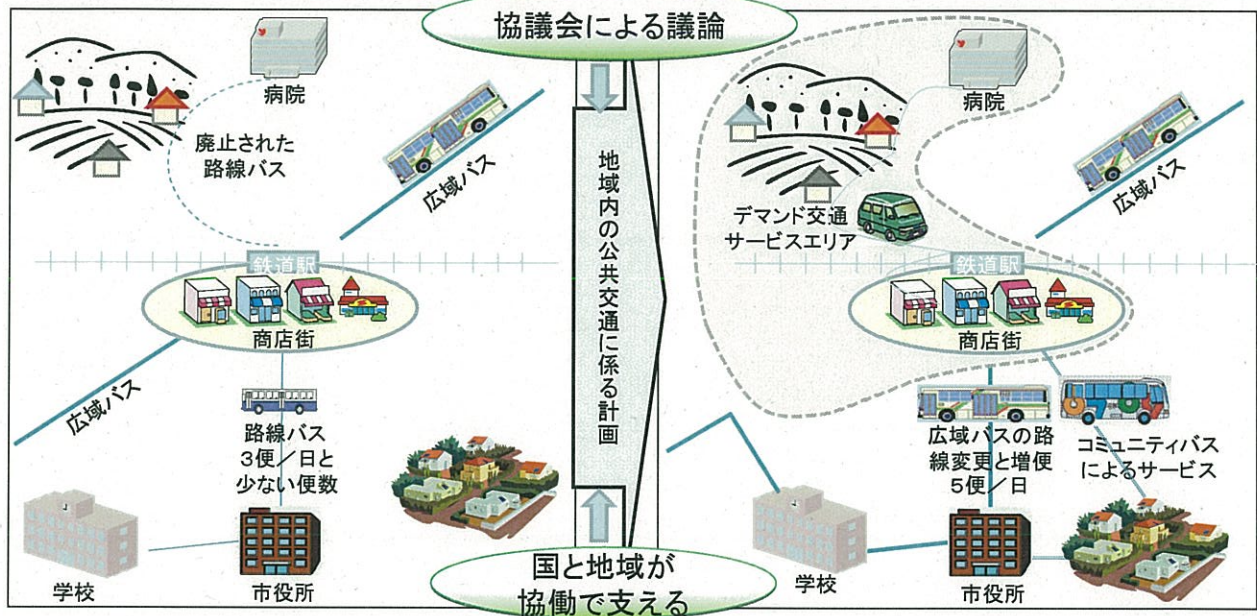 協議会による議論
病院
廃止された
路線バス
広域バス
鉄道駅
商店街
広域バス
路線バス
3便/日と
少ない便数
学校
市役所
地域内の公共交通に係る計画
国と地域が
協働で支える
病院
デマンド交通
サービスエリア
広域バス
鉄道駅
商店街
広域バスの路
線変更と増便
5便/日
コミュニティバス
によるサービス
学校
市役所